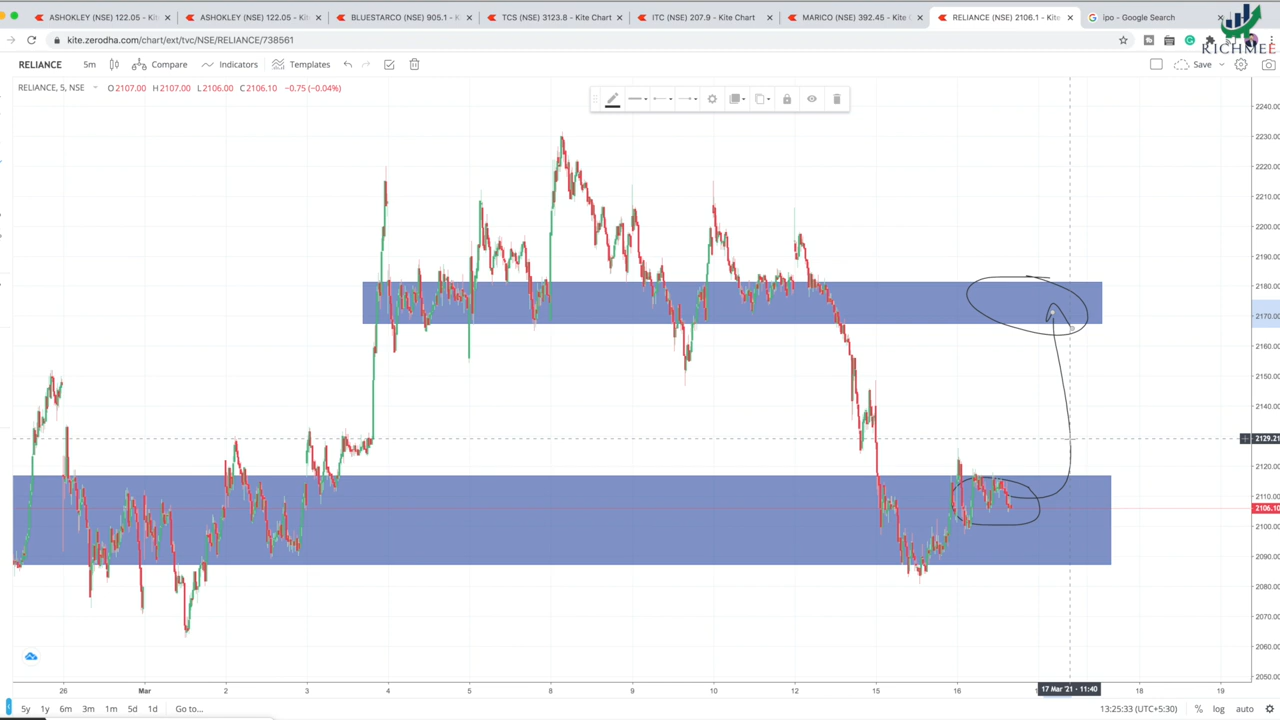 ASHOKLEY (NSE) 122.05 - Kite
ASHOKLEY (NSE) 122.05 - Kite
BLUESTARCO (NSE) 905.1 - K
TCS (NSE) 3123.8 - Kite Chart
ITC (NSE) 207.9 - Kite Chart
MARICO (NSE) 392.45 - Kite C
RELIANCE (NSE) 2106.1 - Kite
ipo - Google Search
kite.zerodha.com/chart/ext/tvc/NSE/RELIANCE/738561
RICHMEE
RELIANCE 5m Compare Indicators Templates Save
RELIANCE, 5, NSE O2107.00 H2107.00 L2106.00 C2106.10 −0.75 (−0.04%)
2240.00
2230.00
2220.00
2210.00
2200.00
2190.00
2180.00
2170.00
2160.00
2150.00
2140.00
2129.21
2120.00
2110.00
2106.10
2100.00
2090.00
2080.00
2070.00
2060.00
2050.00
26 Mar 2 3 4 5 8 9 10 12 15 16 17 Mar '21 - 11:40 18 19
5y 1y 6m 3m 1m 5d 1d Go to... 13:25:33 (UTC+5:30) % log auto